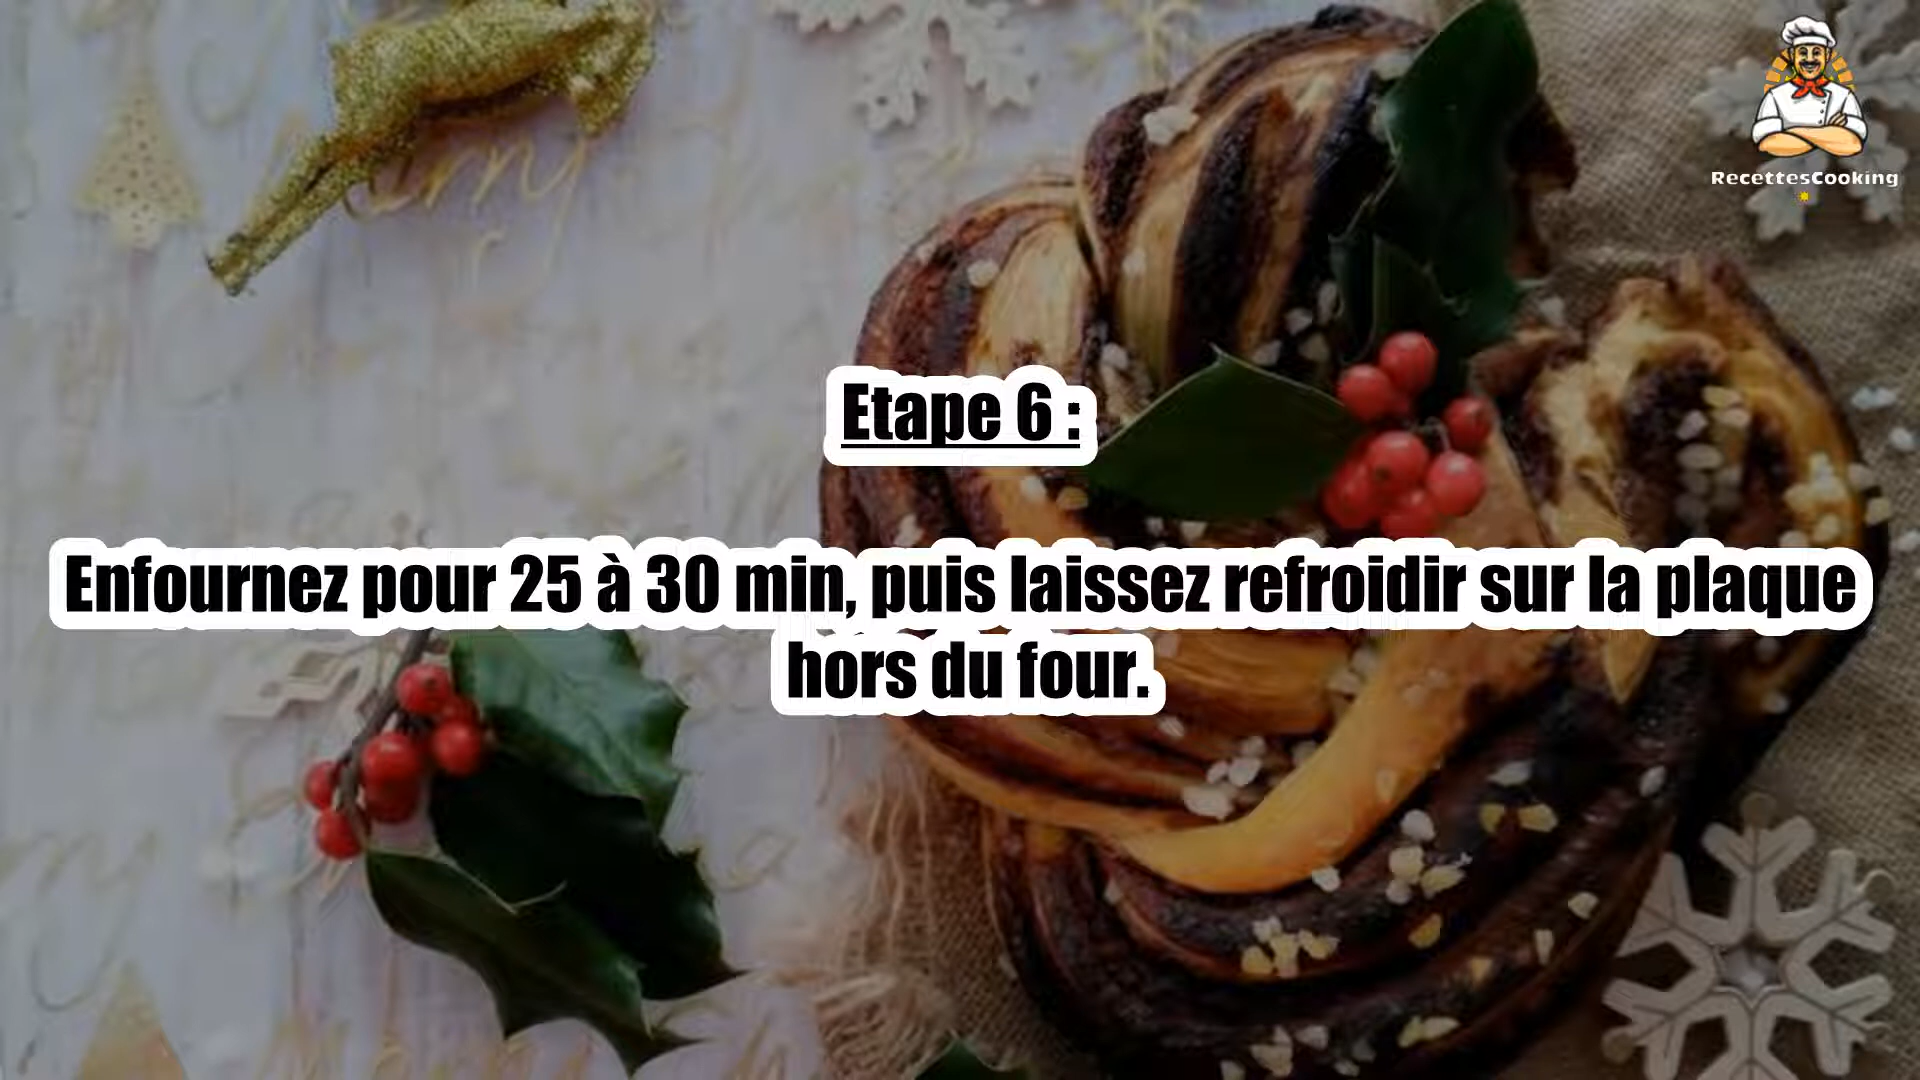 RecettesCooking
Etape 6 :
Enfournez pour 25 à 30 min, puis laissez refroidir sur la plaque
hors du four.